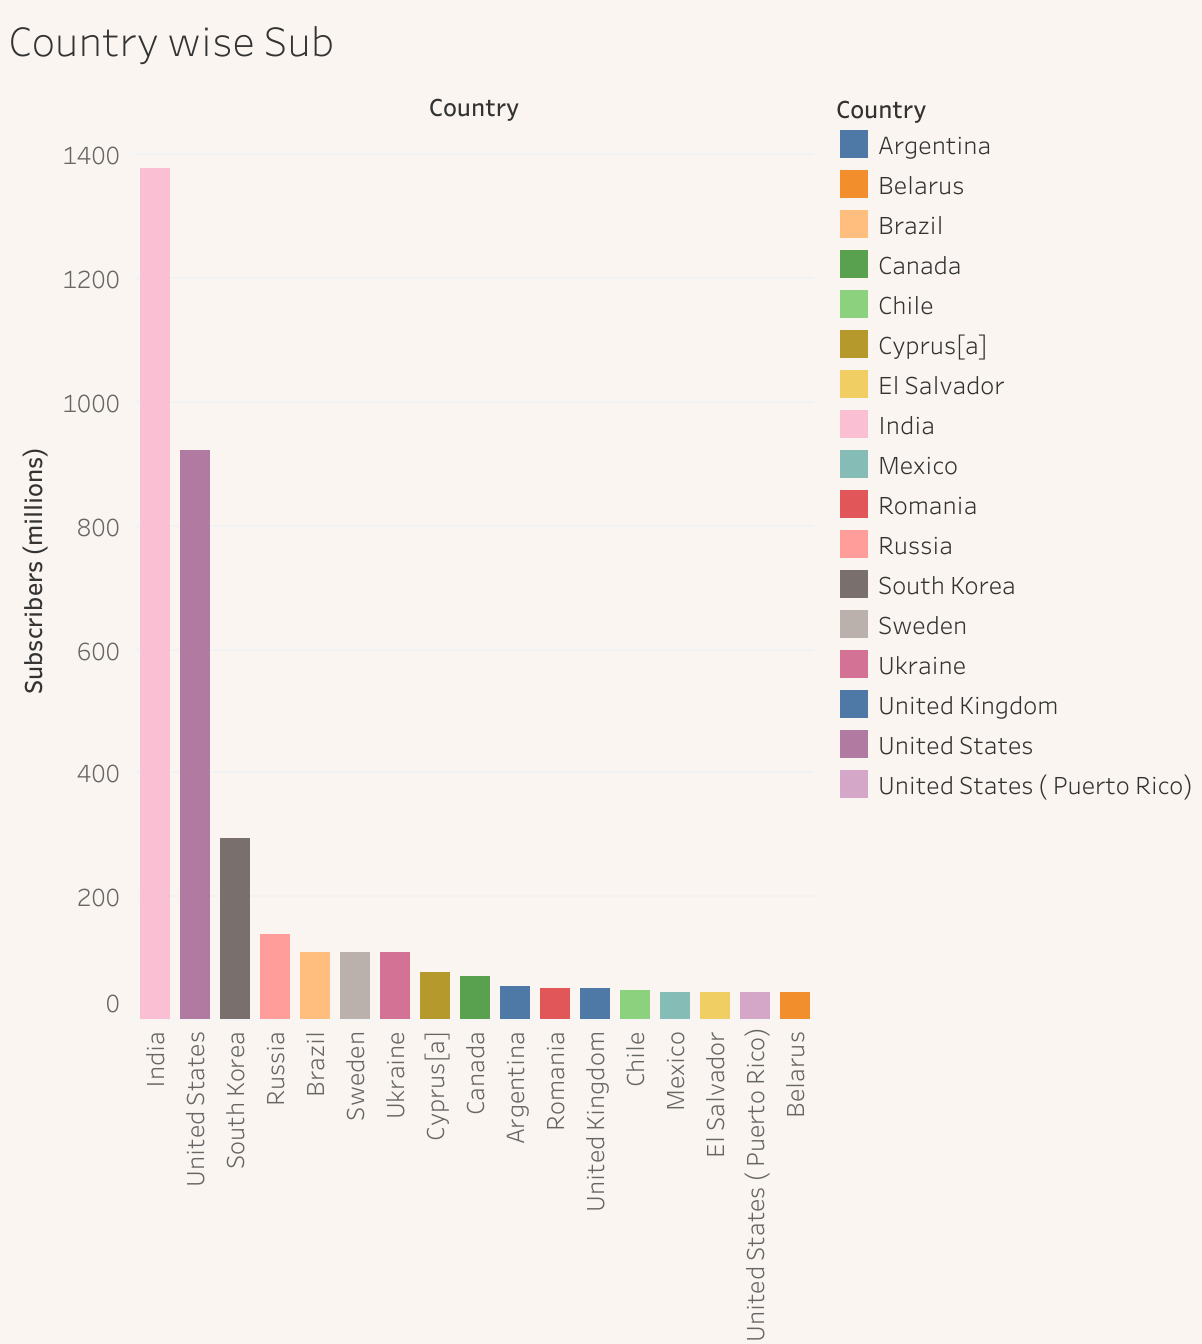 Country wise Sub
Country
Subscribers (millions)
1400
1200
1000
800
600
400
200
0
India
United States
South Korea
Russia
Brazil
Sweden
Ukraine
Cyprus[a]
Canada
Argentina
Romania
United Kingdom
Chile
Mexico
El Salvador
United States ( Puerto Rico)
Belarus
Country
Argentina
Belarus
Brazil
Canada
Chile
Cyprus[a]
El Salvador
India
Mexico
Romania
Russia
South Korea
Sweden
Ukraine
United Kingdom
United States
United States ( Puerto Rico)